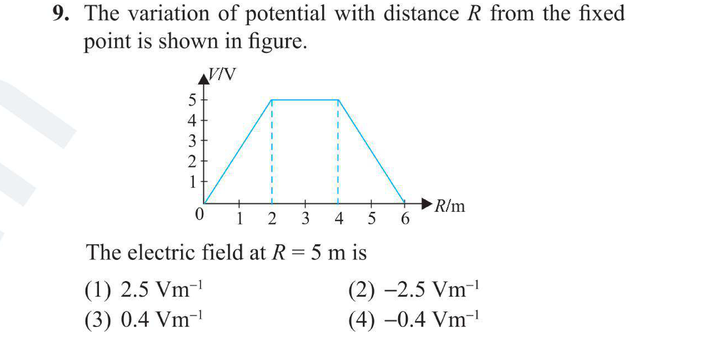 9. The variation of potential with distance R from the fixed
point is shown in figure.
V/V
5
4
3
2
1
0 1 2 3 4 5 6 R/m
The electric field at R = 5 m is
(1) 2.5 Vm⁻¹ (2) –2.5 Vm⁻¹
(3) 0.4 Vm⁻¹ (4) –0.4 Vm⁻¹